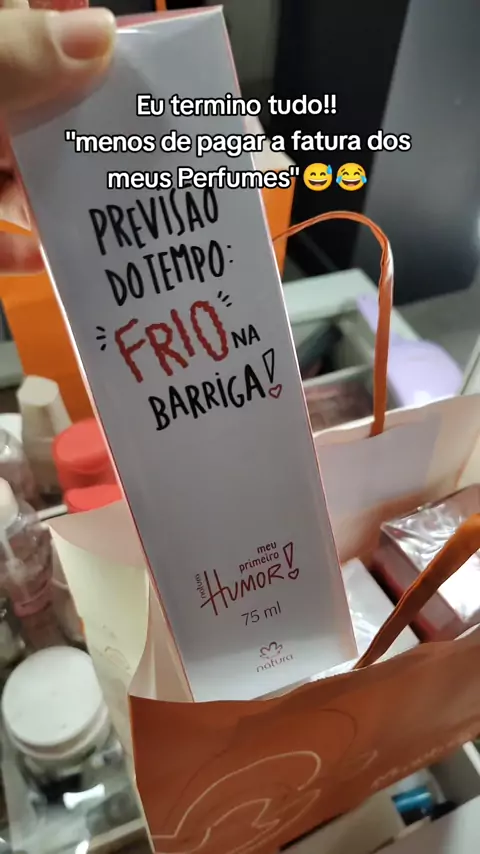 Eu termino tudo!!
"menos de pagar a fatura dos
meus Perfumes"😅😂
PREVISÃO
DO TEMPO:
"FRIO" NA
BARRIGA!
meu
primeiro
natura
HUMOR!
75 ml
natura